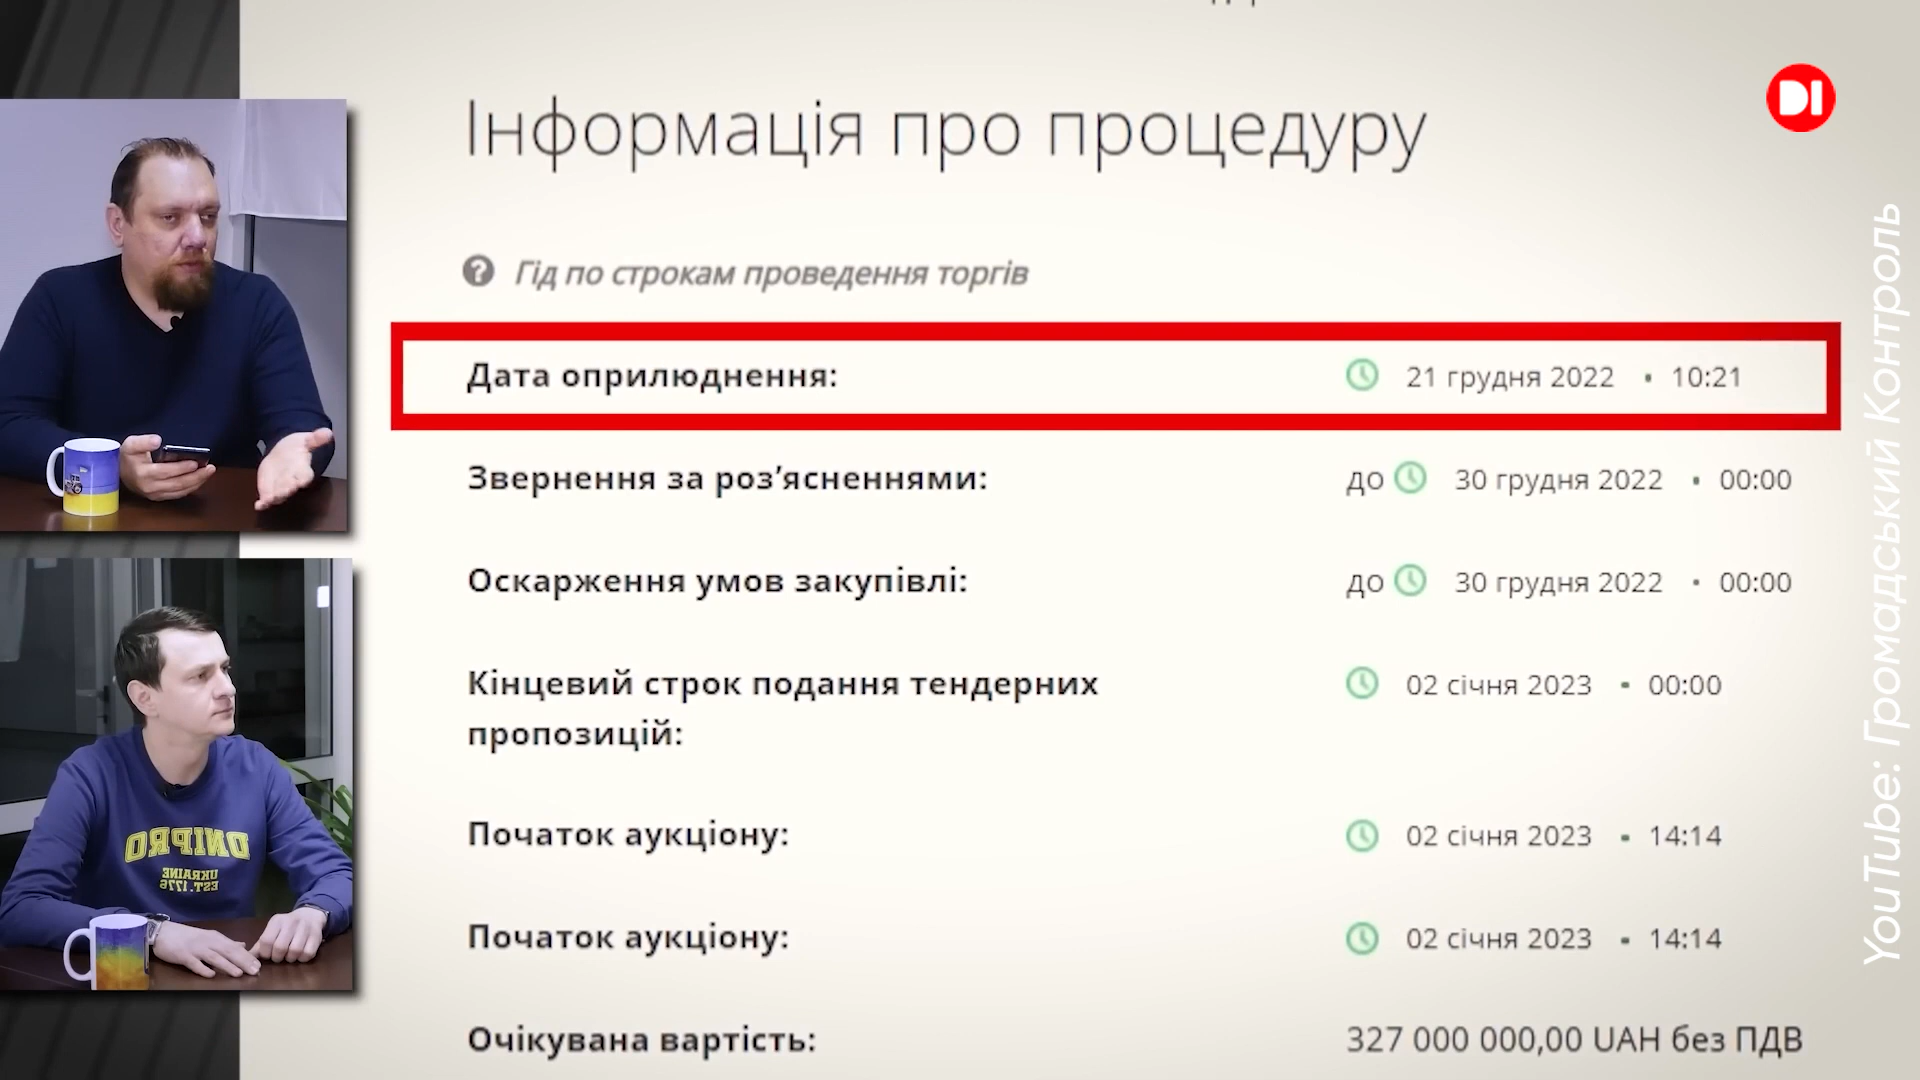 Інформація про процедуру
DI
Гід по строкам проведення торгів
Дата оприлюднення: 21 грудня 2022 • 10:21
Звернення за роз’ясненнями: до 30 грудня 2022 • 00:00
Оскарження умов закупівлі: до 30 грудня 2022 • 00:00
Кінцевий строк подання тендерних 02 січня 2023 • 00:00
пропозицій:
Початок аукціону: 02 січня 2023 • 14:14
Початок аукціону: 02 січня 2023 • 14:14
Очікувана вартість: 327 000 000,00 UAH без ПДВ
YouTube: Громадський Контроль
DNIPRO
UKRAINE
EST.1776